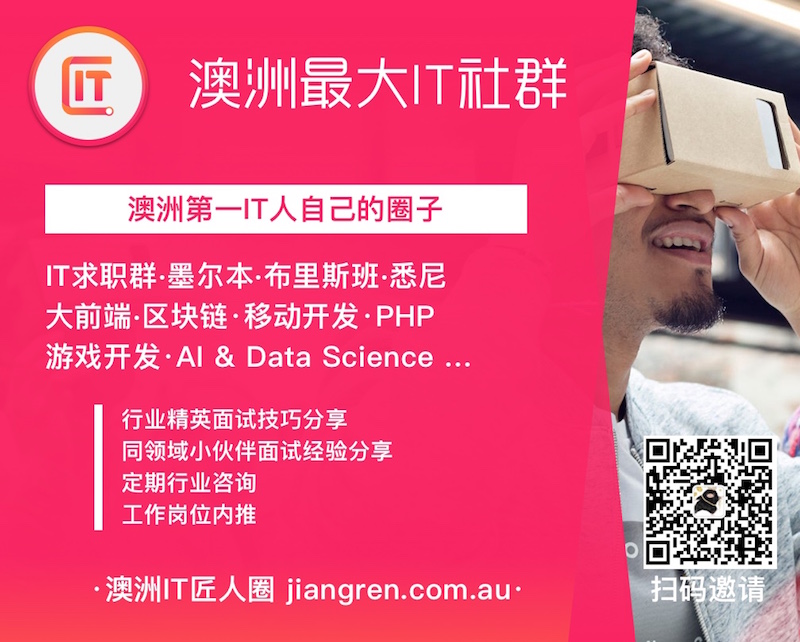 IT
澳洲最大IT社群
澳洲第一IT人自己的圈子
IT求职群·墨尔本·布里斯班·悉尼
大前端·区块链·移动开发·PHP
游戏开发·AI & Data Science ...
行业精英面试技巧分享
同领域小伙伴面试经验分享
定期行业咨询
工作岗位内推
·澳洲IT匠人圈 jiangren.com.au·
扫码邀请